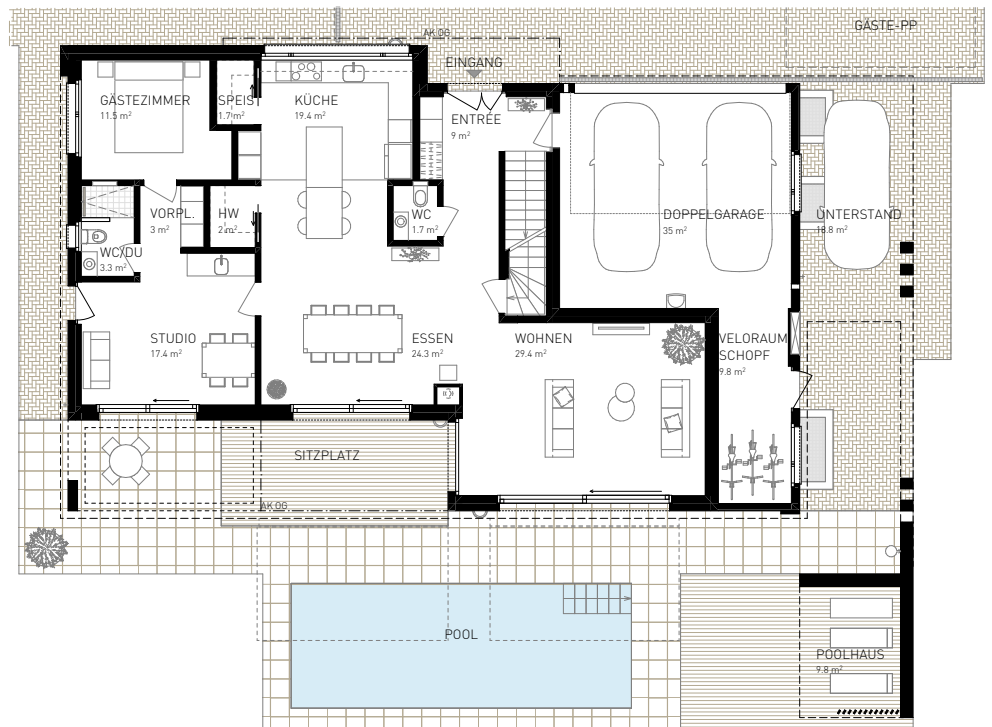 GÄSTE-PP
AK OG
EINGANG
GÄSTEZIMMER
11.5 m²
SPEIS
1.7 m²
KÜCHE
19.4 m²
ENTRÉE
9 m²
VORPL.
3 m²
HW
2 m²
WC
1.7 m²
DOPPELGARAGE
35 m²
UNTERSTAND
18.8 m²
WC/DU
3.3 m²
STUDIO
17.4 m²
ESSEN
24.3 m²
WOHNEN
29.4 m²
VELORAUM
SCHOPF
9.8 m²
SITZPLATZ
AK OG
POOL
POOLHAUS
9.8 m²